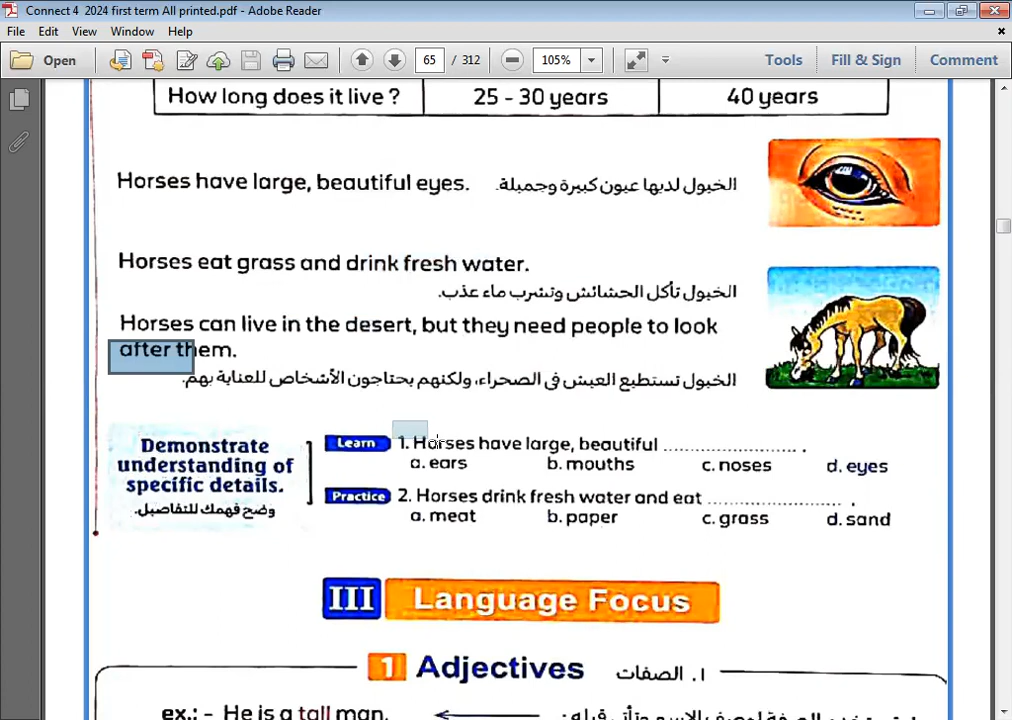 Connect 4 2024 first term All printed.pdf - Adobe Reader
File Edit View Window Help
Open 65 / 312 105% Tools Fill & Sign Comment
How long does it live ? 25 - 30 years 40 years
Horses have large, beautiful eyes. الخيول لديها عيون كبيرة وجميلة.
Horses eat grass and drink fresh water.
الخيول تأكل الحشائش وتشرب ماء عذب.
Horses can live in the desert, but they need people to look
after them.
الخيول تستطيع العيش فى الصحراء، ولكنهم يحتاجون الأشخاص للعناية بهم.
Demonstrate
understanding of
specific details.
وضح فهمك للتفاصيل.
Learn 1. Horses have large, beautiful ...................... .
a. ears b. mouths c. noses d. eyes
Practice 2. Horses drink fresh water and eat ...................... .
a. meat b. paper c. grass d. sand
III Language Focus
1 Adjectives ١. الصفات
ex.: - He is a tall man.